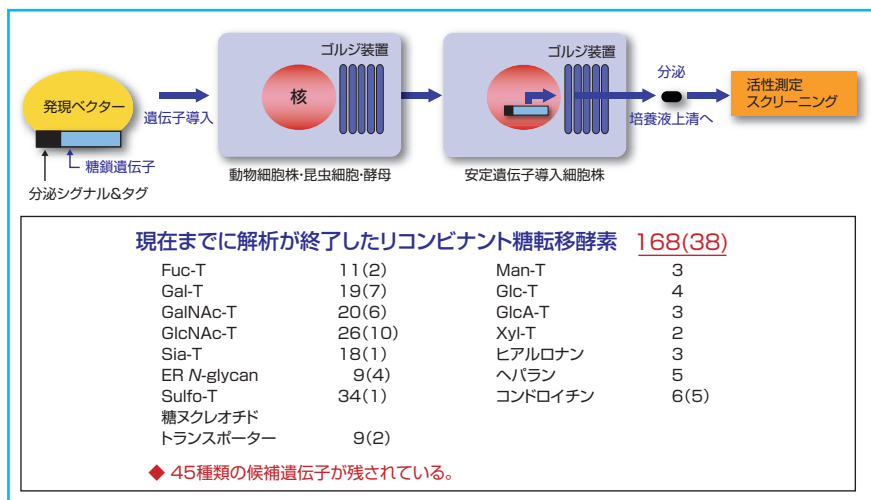 ゴルジ装置
ゴルジ装置
発現ベクター
遺伝子導入
核
分泌
培養液上清へ
活性測定
スクリーニング
糖鎖遺伝子
分泌シグナル&タグ
動物細胞株・昆虫細胞・酵母
安定遺伝子導入細胞株
現在までに解析が終了したリコンビナント糖転移酵素 168(38)
Fuc-T 11(2)
Gal-T 19(7)
GalNAc-T 20(6)
GlcNAc-T 26(10)
Sia-T 18(1)
ER N-glycan 9(4)
Sulfo-T 34(1)
糖ヌクレオチド
トランスポーター 9(2)
Man-T 3
Glc-T 4
GlcA-T 3
Xyl-T 2
ヒアルロナン 3
ヘパラン 5
コンドロイチン 6(5)
◆ 45種類の候補遺伝子が残されている。